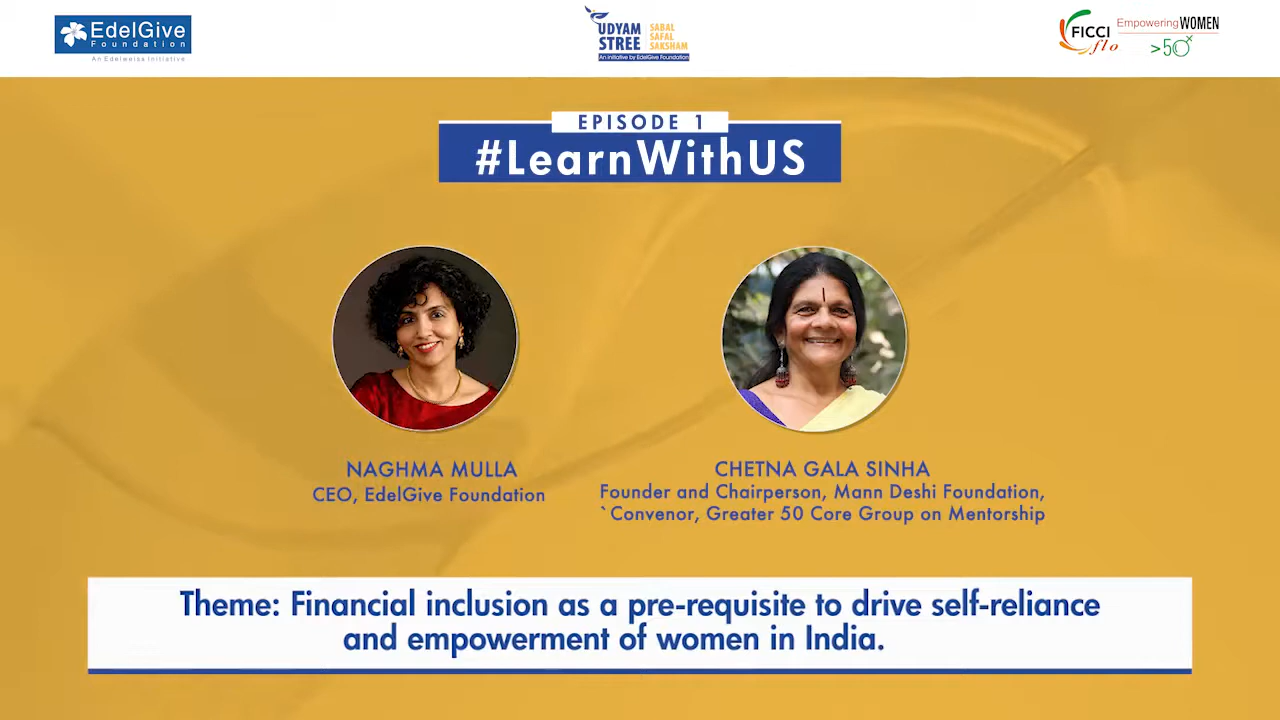 EdelGive
Foundation
An Edelweiss Initiative
UDYAM
STREE
SABAL
SAFAL
SAKSHAM
An initiative by EdelGive Foundation
FICCI
flo
Empowering WOMEN
>50
EPISODE 1
#LearnWithUS
NAGHMA MULLA
CEO, EdelGive Foundation
CHETNA GALA SINHA
Founder and Chairperson, Mann Deshi Foundation,
`Convenor, Greater 50 Core Group on Mentorship
Theme: Financial inclusion as a pre-requisite to drive self-reliance
and empowerment of women in India.